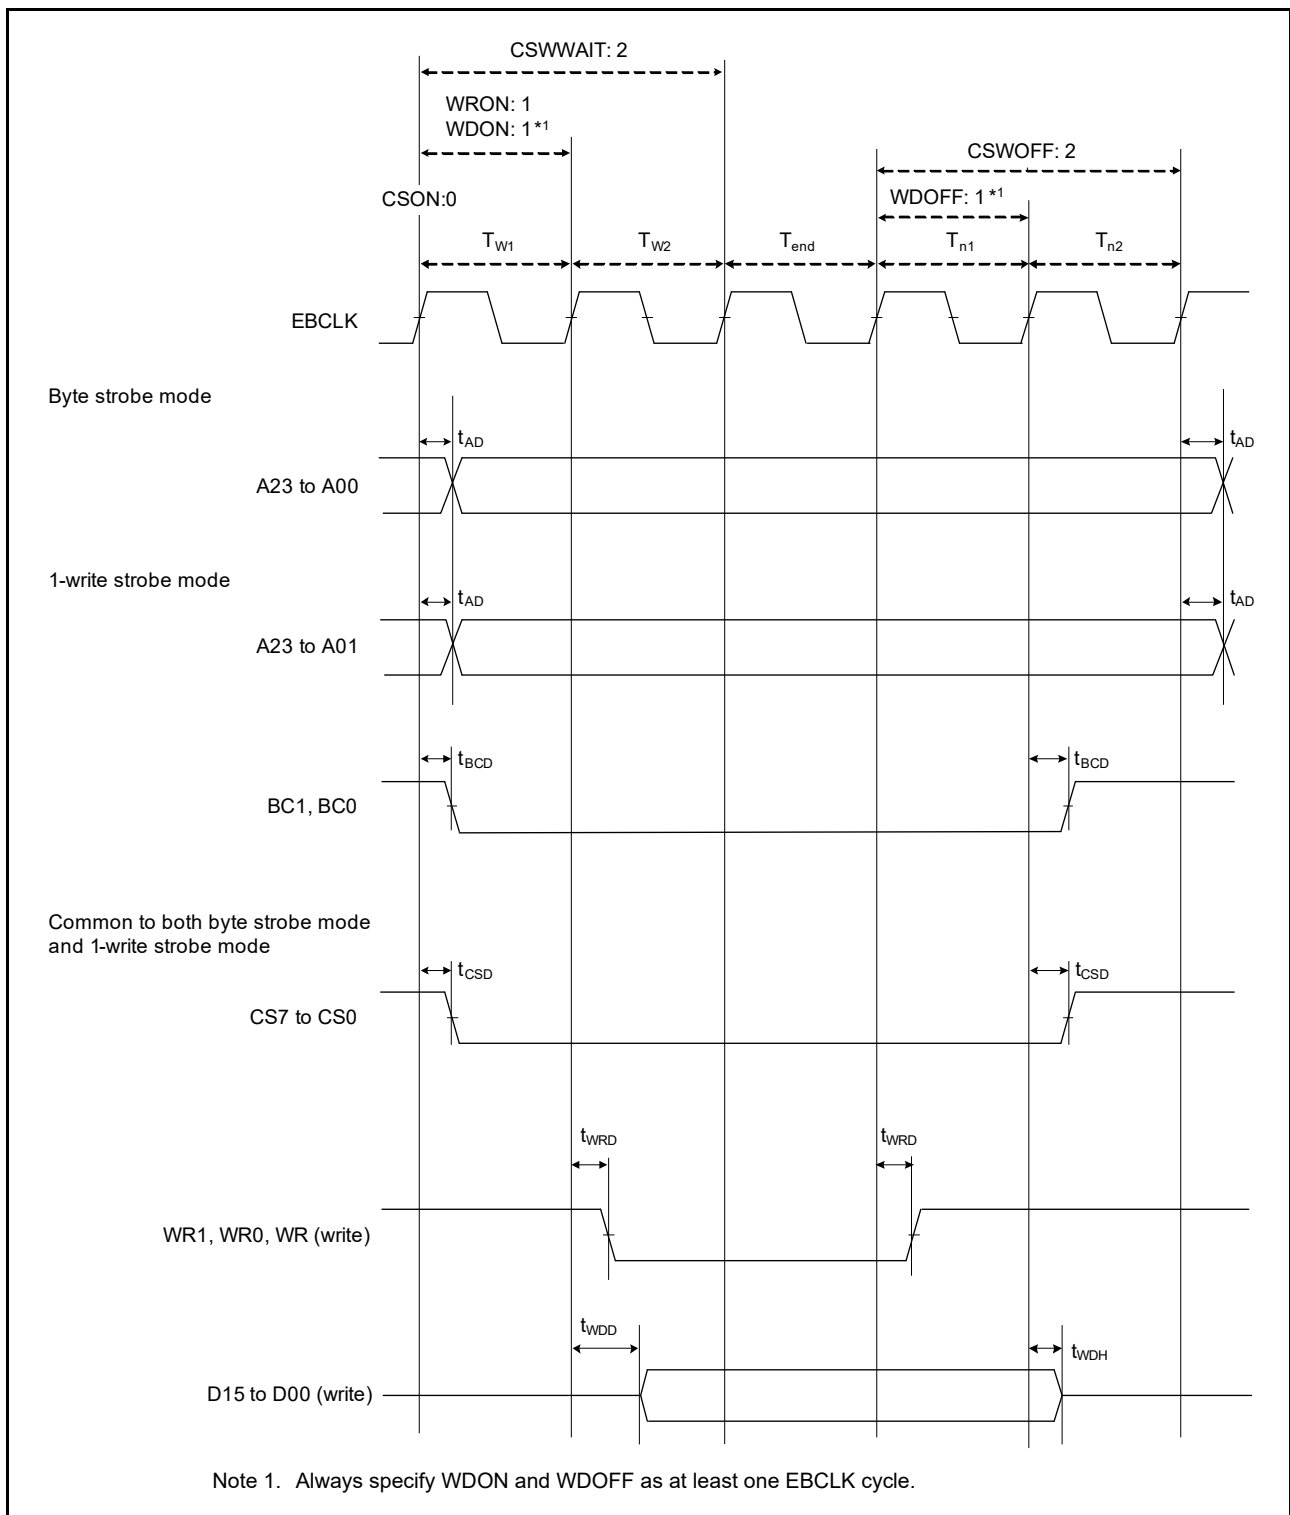 CSWWAIT: 2
WRON: 1
WDON: 1 *1
CSWOFF: 2
CSON:0
WDOFF: 1 *1
TW1 TW2 Tend Tn1 Tn2
EBCLK
Byte strobe mode
tAD tAD
A23 to A00
1-write strobe mode
tAD tAD
A23 to A01
tBCD tBCD
BC1, BC0
Common to both byte strobe mode
and 1-write strobe mode
tCSD tCSD
CS7 to CS0
tWRD tWRD
WR1, WR0, WR (write)
tWDD tWDH
D15 to D00 (write)
Note 1. Always specify WDON and WDOFF as at least one EBCLK cycle.